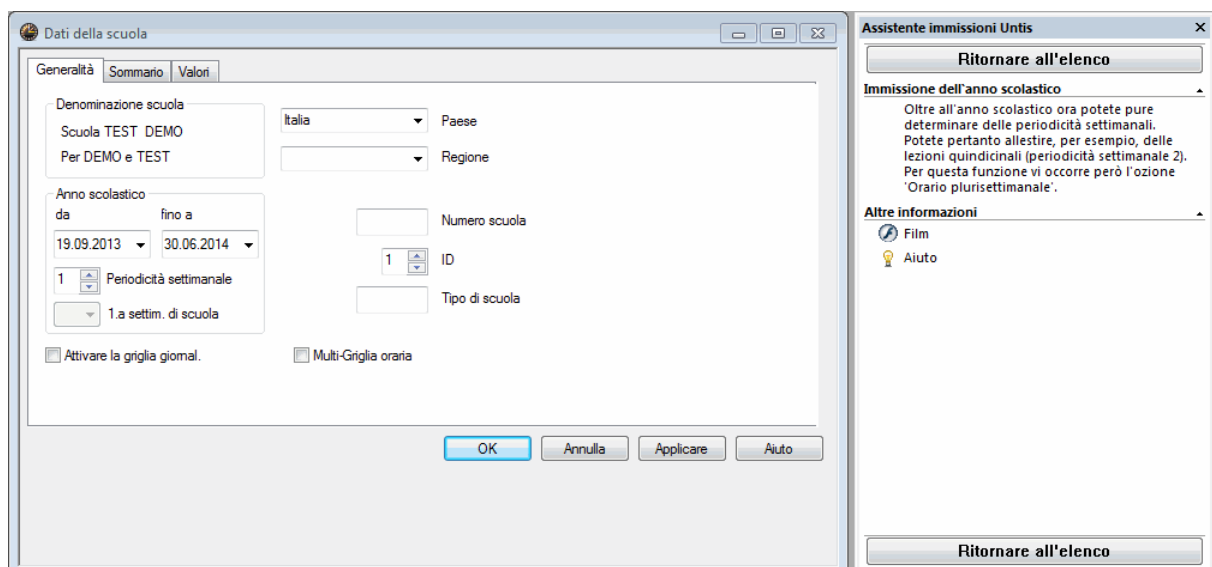 Dati della scuola
Generalità Sommario Valori
Denominazione scuola
Scuola TEST DEMO
Per DEMO e TEST
Italia Paese
Regione
Anno scolastico
da fino a
19.09.2013 30.06.2014
1 Periodicità settimanale
1.a settim. di scuola
Numero scuola
1 ID
Tipo di scuola
Attivare la griglia giornal. Multi-Griglia oraria
OK Annulla Applicare Aiuto
Assistente immissioni Untis
Ritornare all'elenco
Immissione dell'anno scolastico
Oltre all'anno scolastico ora potete pure
determinare delle periodicità settimanali.
Potete pertanto allestire, per esempio, delle
lezioni quindicinali (periodicità settimanale 2).
Per questa funzione vi occorre però l'ozione
'Orario plurisettimanale'.
Altre informazioni
Film
Aiuto
Ritornare all'elenco